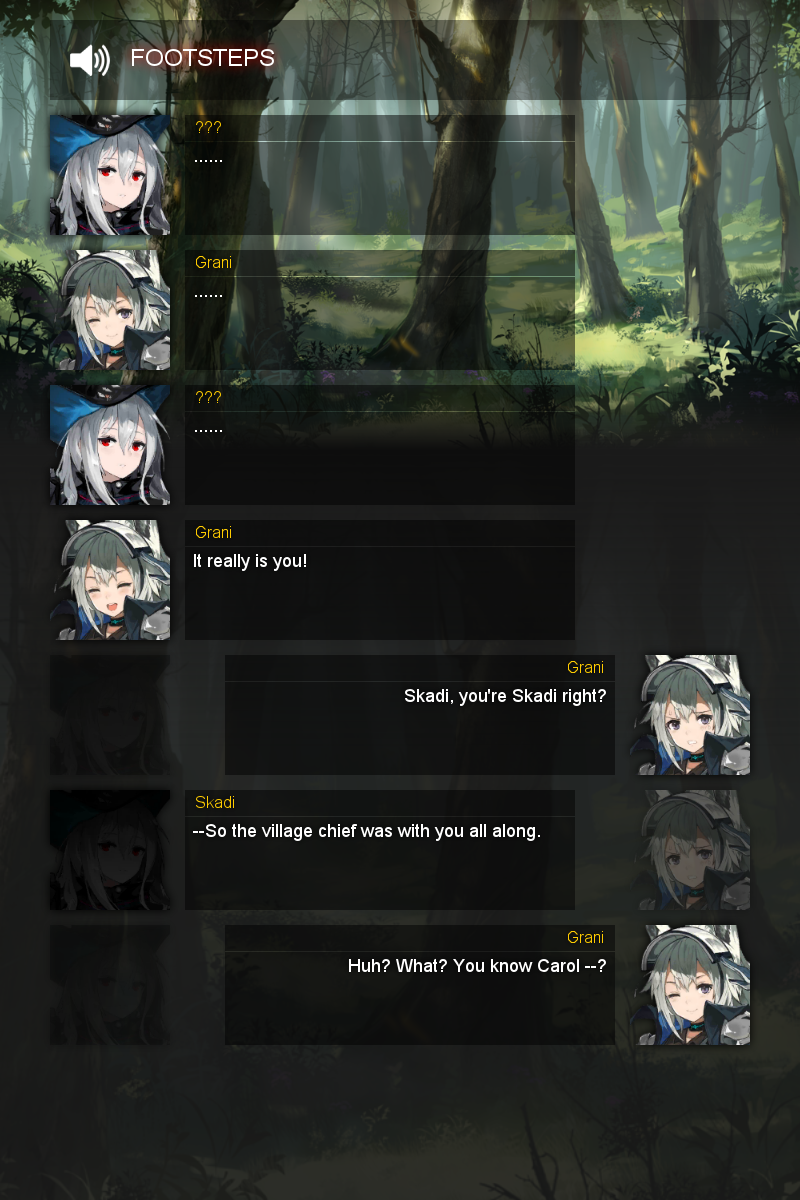 FOOTSTEPS
???
......
Grani
......
???
......
Grani
It really is you!
Grani
Skadi, you're Skadi right?
Skadi
--So the village chief was with you all along.
Grani
Huh? What? You know Carol --?